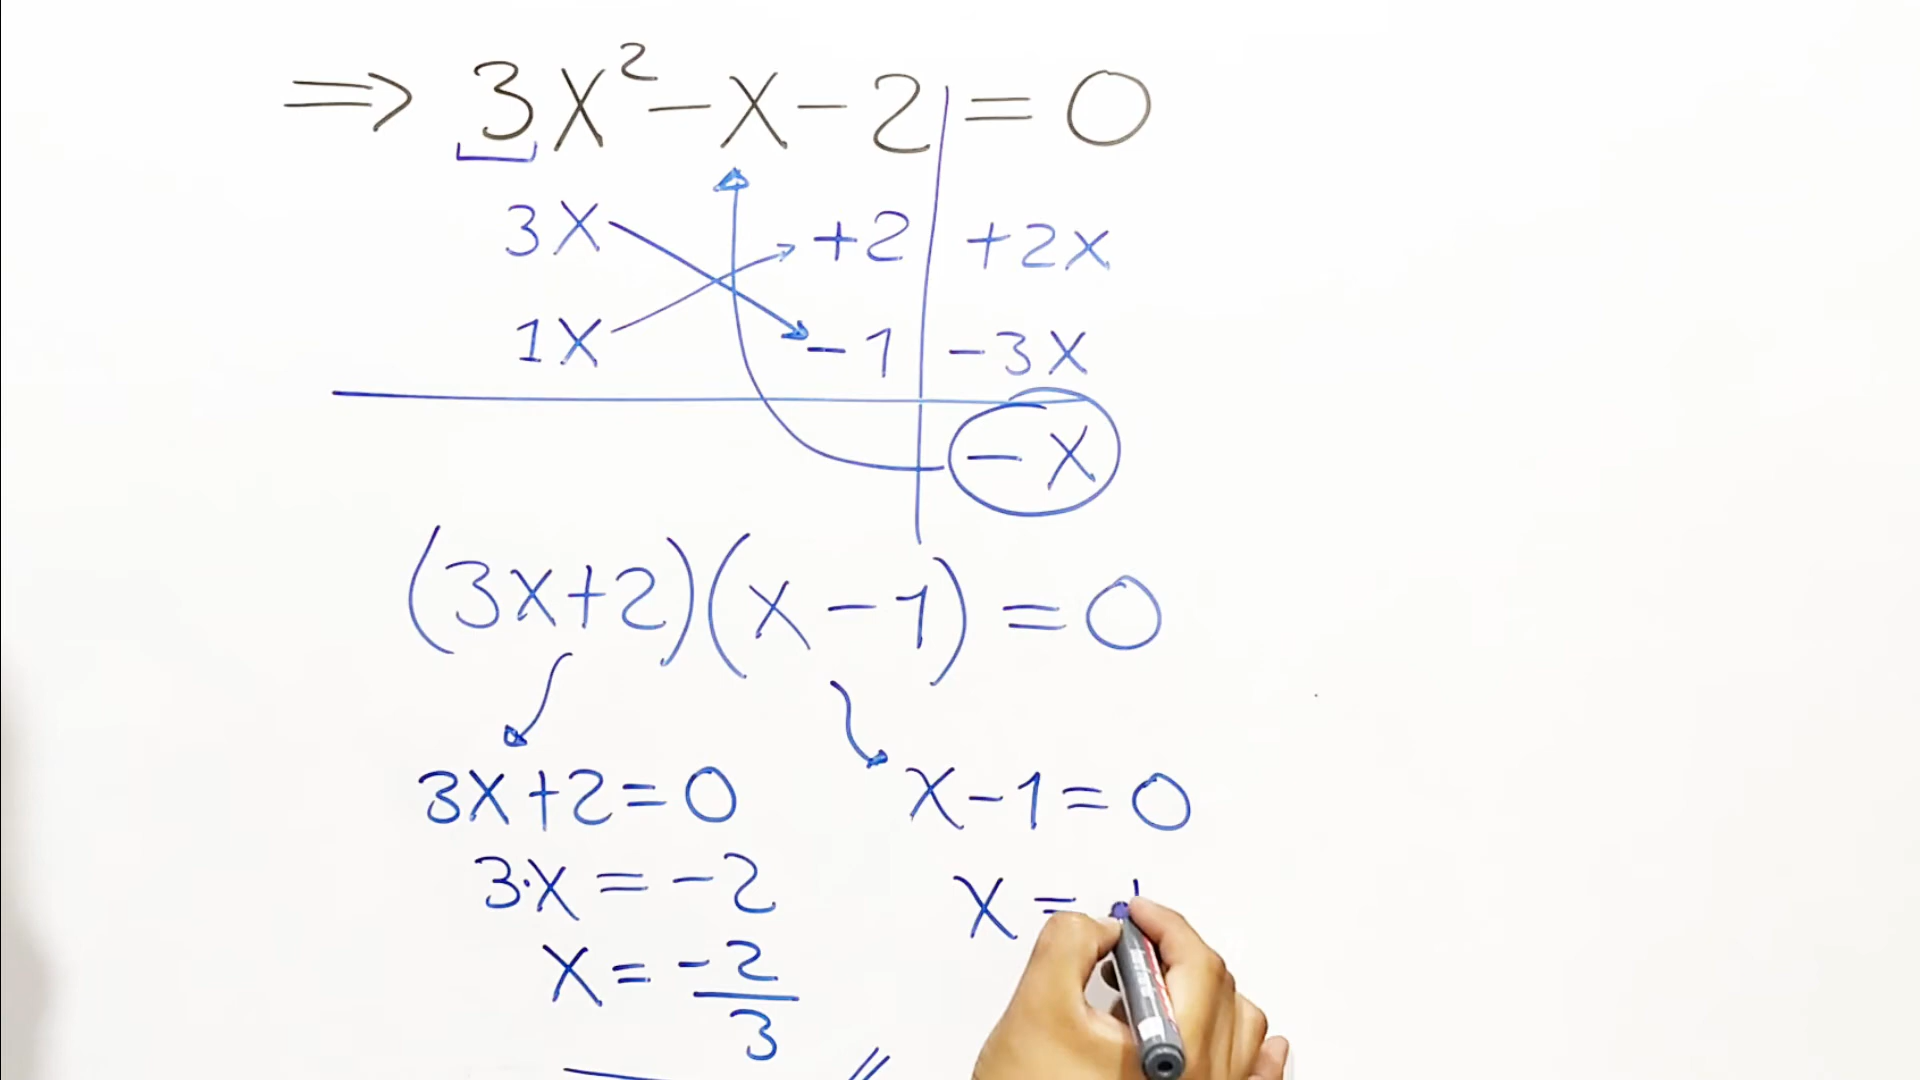 ⇒ 3x² - x - 2 = 0
3x +2 +2x
1x -1 -3x
-x
(3x+2)(x-1) = 0
3x+2=0 x-1=0
3·x = -2 x =
x = -2/3